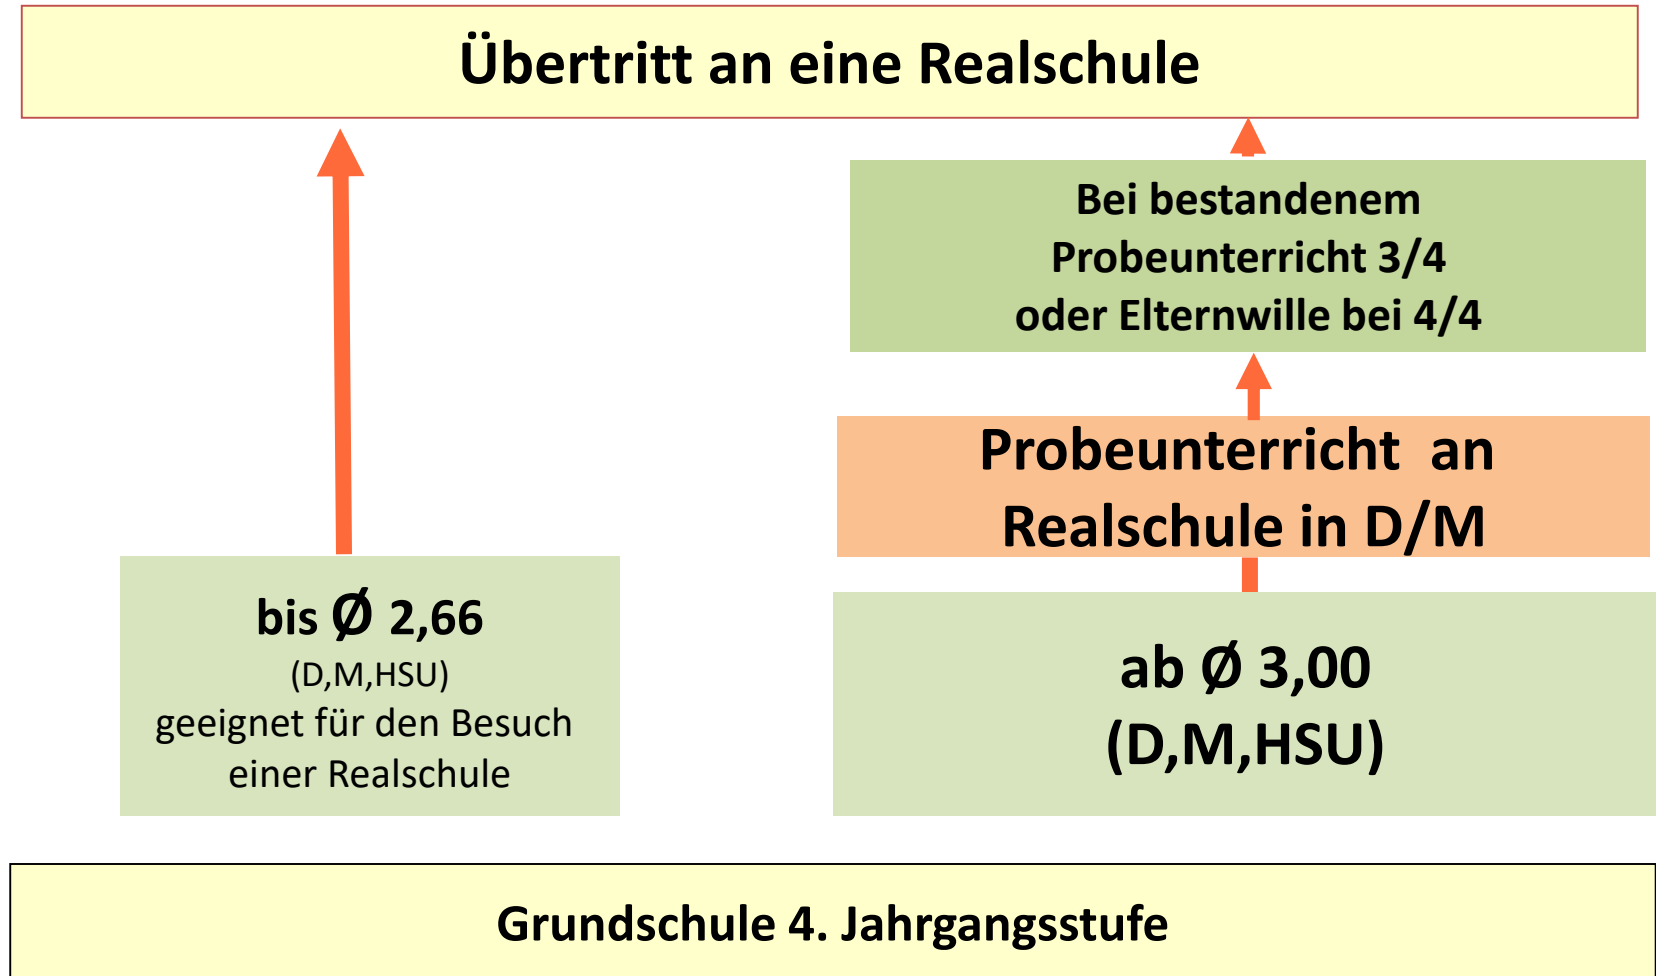 Übertritt an eine Realschule
Bei bestandenem
Probeunterricht 3/4
oder Elternwille bei 4/4
Probeunterricht an
Realschule in D/M
bis Ø 2,66
(D,M,HSU)
geeignet für den Besuch
einer Realschule
ab Ø 3,00
(D,M,HSU)
Grundschule 4. Jahrgangsstufe